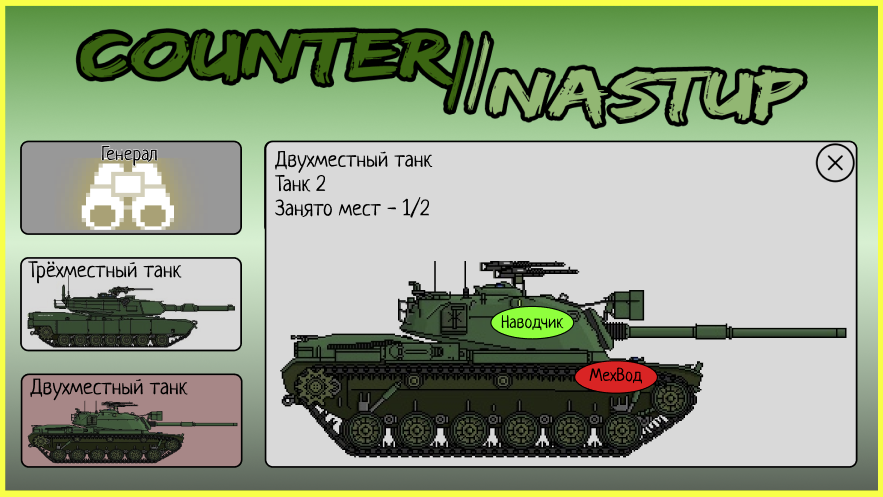 COUNTER
NASTUP
Генерал
Трёхместный танк
Двухместный танк
Двухместный танк
Танк 2
Занято мест - 1/2
Наводчик
МехВод